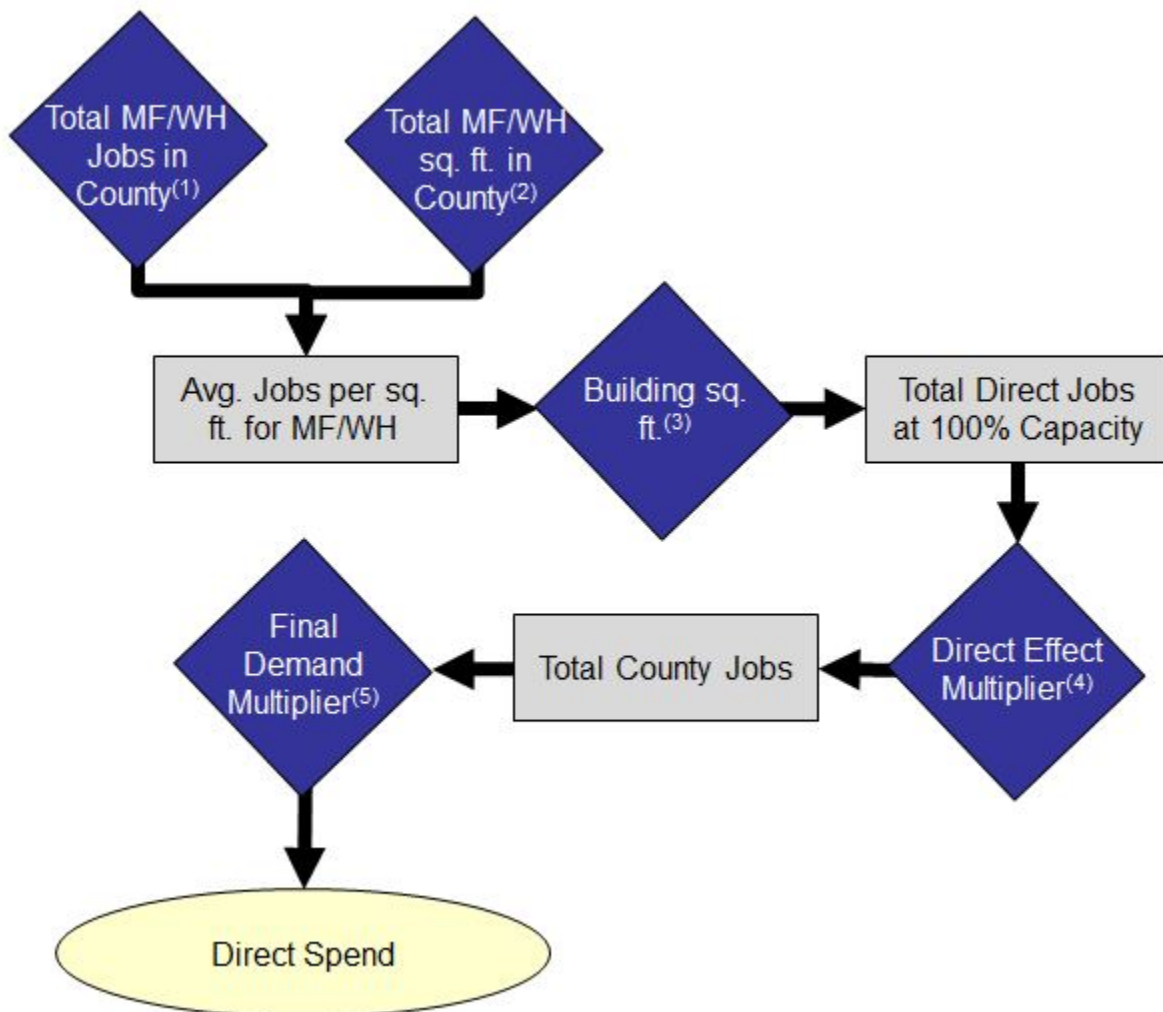 Total MF/WH
Jobs in
County(1)
Total MF/WH
sq. ft. in
County(2)
Avg. Jobs per sq.
ft. for MF/WH
Building sq.
ft.(3)
Total Direct Jobs
at 100% Capacity
Direct Effect
Multiplier(4)
Total County Jobs
Final
Demand
Multiplier(5)
Direct Spend